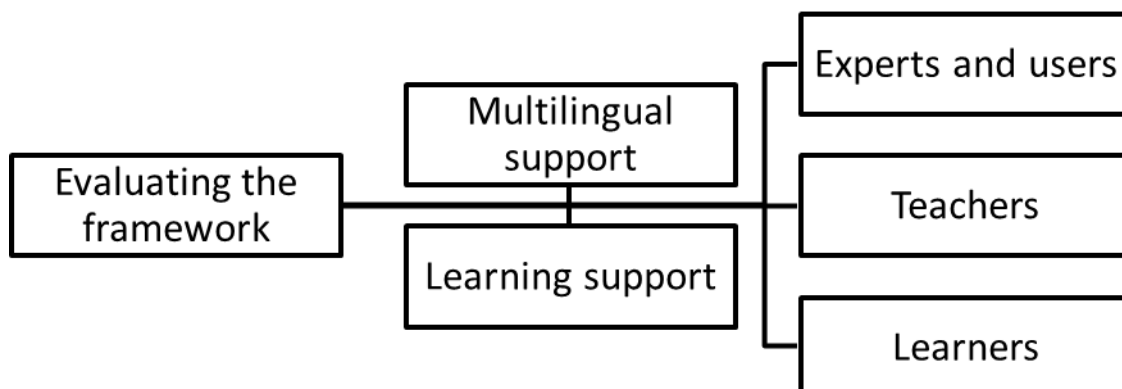 Evaluating the
framework
Multilingual
support
Learning support
Experts and users
Teachers
Learners